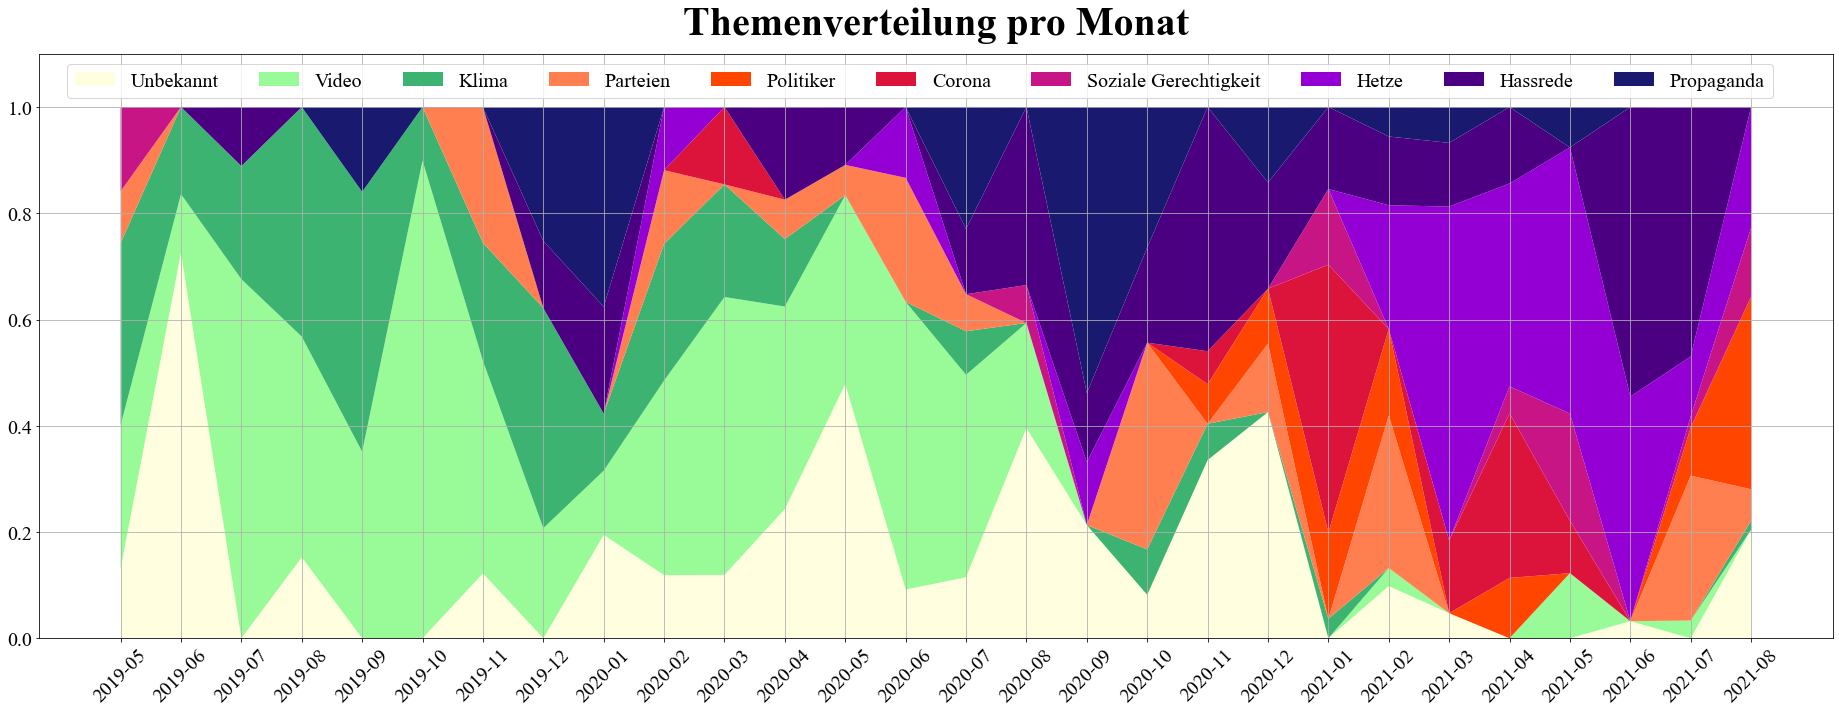 Themenverteilung pro Monat
Unbekannt Video Klima Parteien Politiker Corona Soziale Gerechtigkeit Hetze Hassrede Propaganda
1.0
0.8
0.6
0.4
0.2
0.0
2019-05 2019-06 2019-07 2019-08 2019-09 2019-10 2019-11 2019-12 2020-01 2020-02 2020-03 2020-04 2020-05 2020-06 2020-07 2020-08 2020-09 2020-10 2020-11 2020-12 2021-01 2021-02 2021-03 2021-04 2021-05 2021-06 2021-07 2021-08